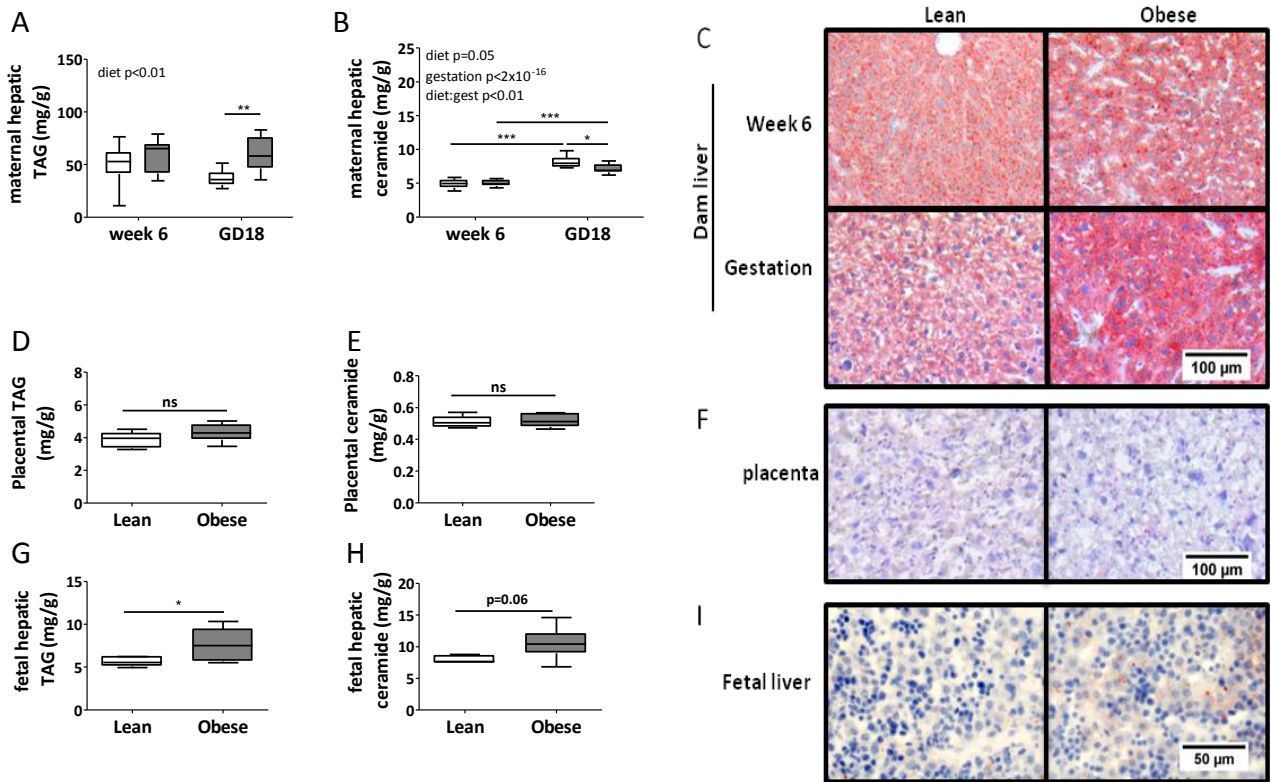 A
maternal hepatic
TAG (mg/g)
150
100
50
0
diet p<0.01
**
week 6
GD18
B
maternal hepatic
ceramide (mg/g)
25
20
15
10
5
0
diet p=0.05
gestation p<2x10⁻¹⁶
diet:gest p<0.01
***
***
*
week 6
GD18
C
Lean
Obese
Dam liver
Week 6
Gestation
100 µm
D
Placental TAG
(mg/g)
8
6
4
2
0
ns
Lean
Obese
E
Placental ceramide
(mg/g)
0.8
0.6
0.4
0.2
0.0
ns
Lean
Obese
F
placenta
100 µm
G
fetal hepatic
TAG (mg/g)
15
10
5
0
*
Lean
Obese
H
fetal hepatic
ceramide (mg/g)
20
15
10
5
0
p=0.06
Lean
Obese
I
Fetal liver
50 µm